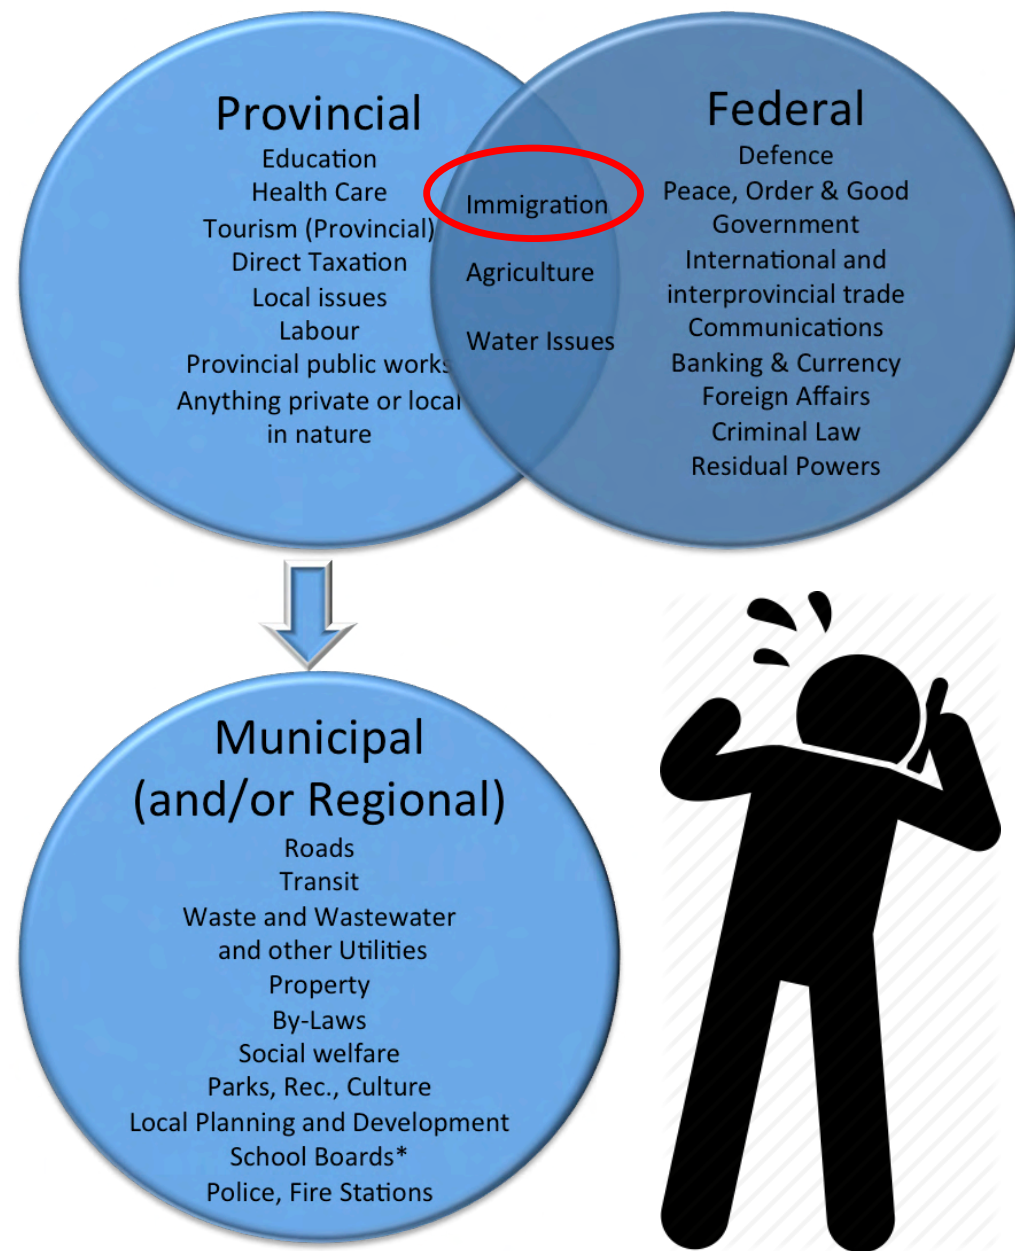 Provincial
Education
Health Care
Tourism (Provincial)
Direct Taxation
Local issues
Labour
Provincial public works
Anything private or local
in nature
Immigration
Agriculture
Water Issues
Federal
Defence
Peace, Order & Good
Government
International and
interprovincial trade
Communications
Banking & Currency
Foreign Affairs
Criminal Law
Residual Powers
Municipal
(and/or Regional)
Roads
Transit
Waste and Wastewater
and other Utilities
Property
By-Laws
Social welfare
Parks, Rec., Culture
Local Planning and Development
School Boards*
Police, Fire Stations